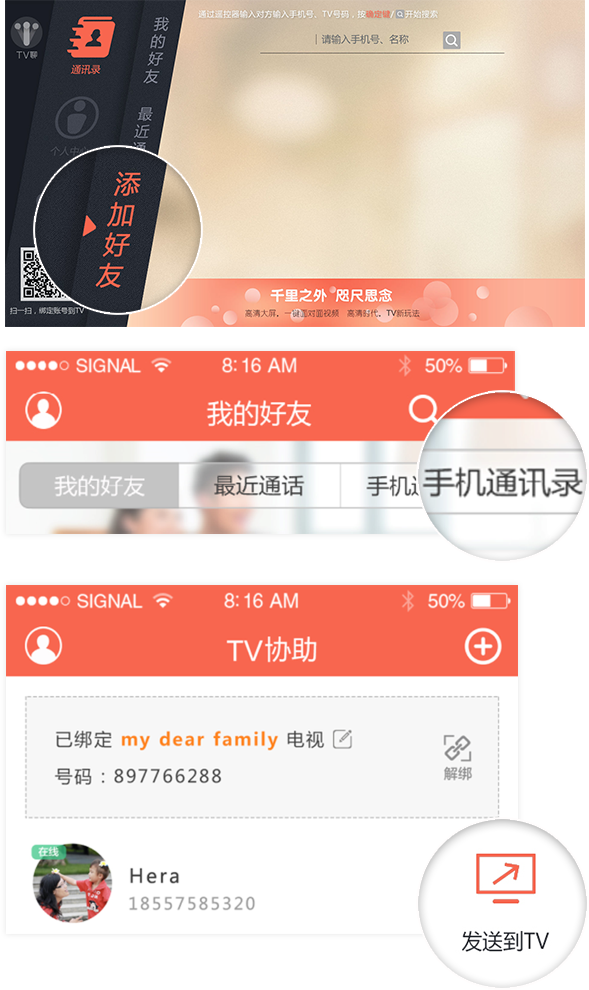 通过遥控器输入对方输入手机号、TV号码，按确定键/开始搜索
请输入手机号、名称
TV聊
通讯录
我的好友
最近通
个人中心
添加好友
扫一扫，绑定账号到TV
千里之外 咫尺思念
高清大屏，一键面对面视频 高清时代，TV新玩法
SIGNAL 8:16 AM 50%
我的好友
我的好友 最近通话 手机通讯录
SIGNAL 8:16 AM 50%
TV协助
已绑定 my dear family 电视
号码：897766288
解绑
在线
Hera
18557585320
发送到TV